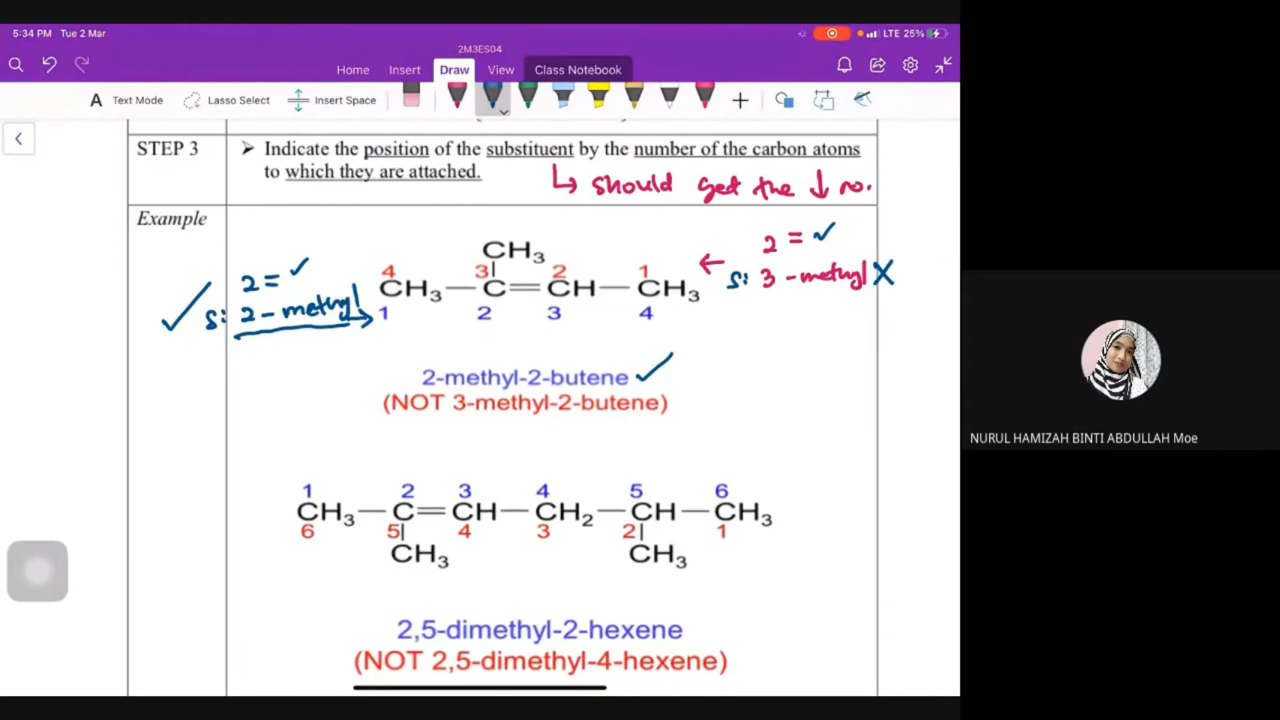 5:34 PM Tue 2 Mar
LTE 25%
2M3ES04
Home Insert Draw View Class Notebook
A Text Mode Lasso Select Insert Space
STEP 3
➢ Indicate the position of the substituent by the number of the carbon atoms
to which they are attached.
↳ should get the ↓ no.
Example
2 = ✓
✓ s: 2-methyl →
CH₃
4 3 2 1
CH₃—C=CH—CH₃
1 2 3 4
← 2 = ✓
s: 3-methyl X
2-methyl-2-butene ✓
(NOT 3-methyl-2-butene)
1 2 3 4 5 6
CH₃—C=CH—CH₂—CH—CH₃
6 5 4 3 2 1
CH₃ CH₃
2,5-dimethyl-2-hexene
(NOT 2,5-dimethyl-4-hexene)
NURUL HAMIZAH BINTI ABDULLAH Moe